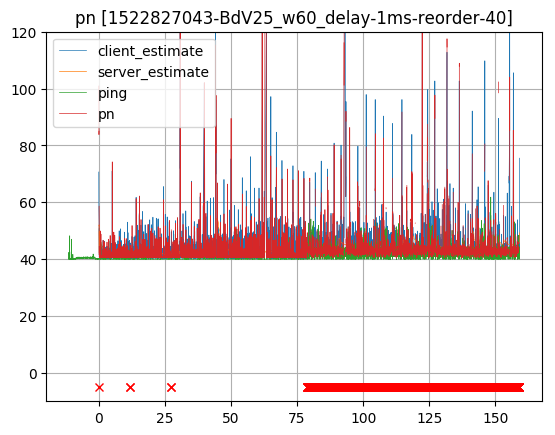 pn [1522827043-BdV25_w60_delay-1ms-reorder-40]
client_estimate
server_estimate
ping
pn
120
100
80
60
40
20
0
0 25 50 75 100 125 150